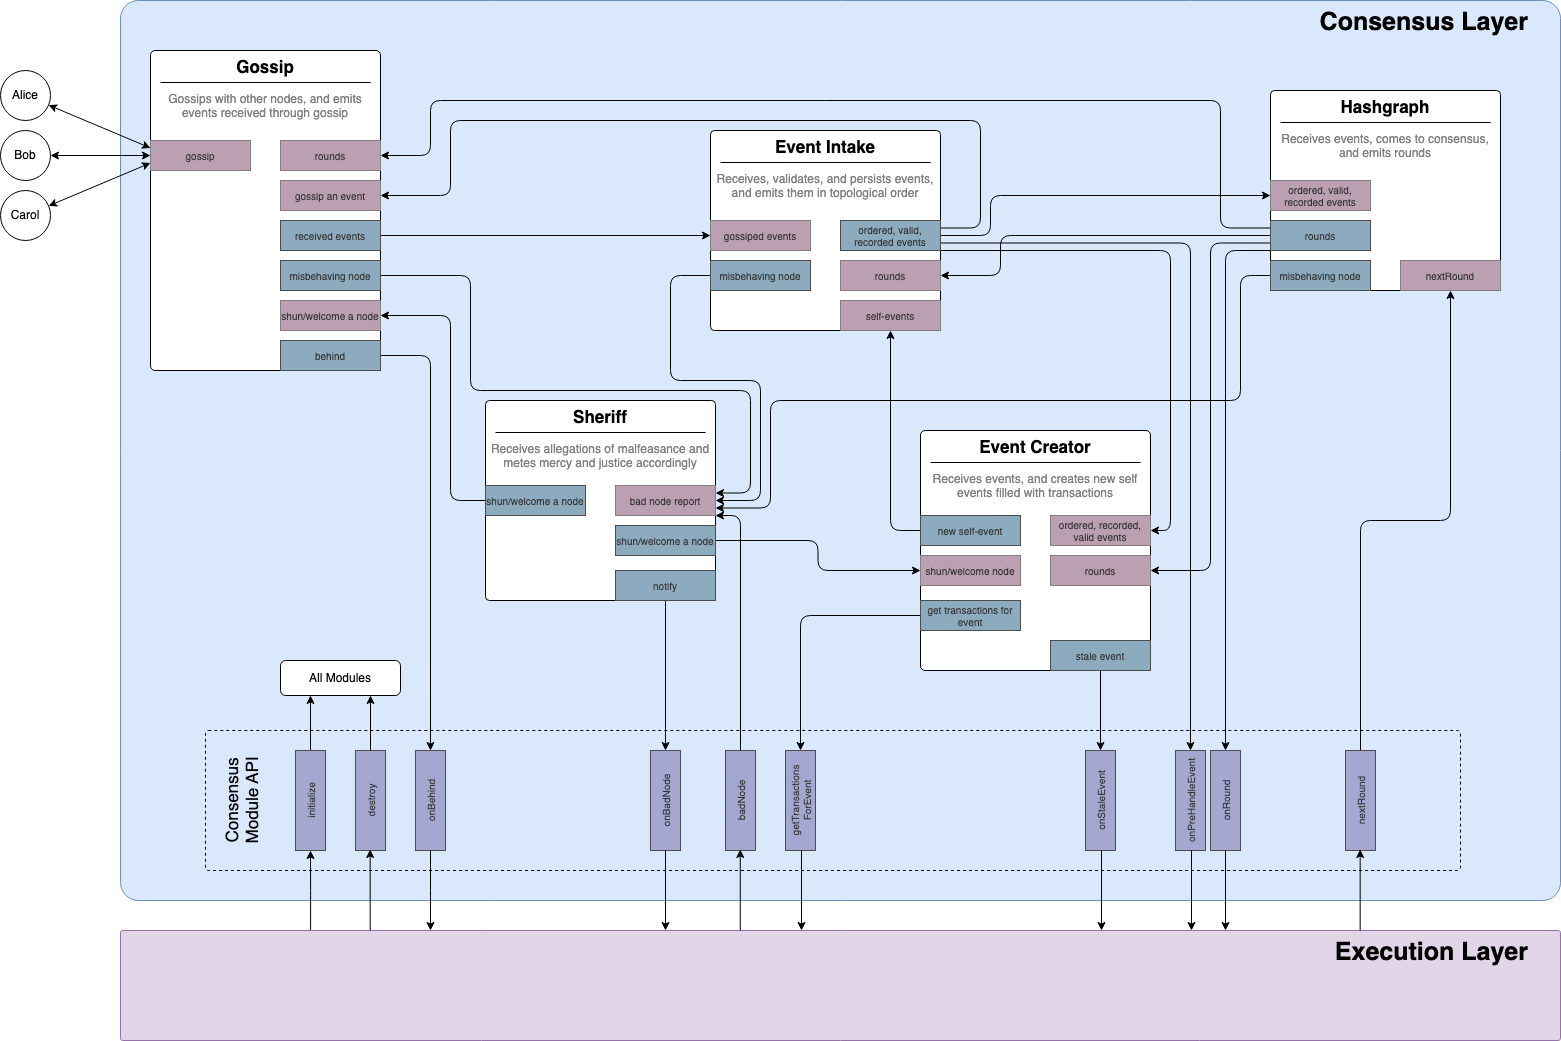 Consensus Layer
Alice
Bob
Carol
Gossip
Gossips with other nodes, and emits
events received through gossip
gossip
rounds
gossip an event
received events
misbehaving node
shun/welcome a node
behind
Event Intake
Receives, validates, and persists events,
and emits them in topological order
gossiped events
ordered, valid,
recorded events
misbehaving node
rounds
self-events
Hashgraph
Receives events, comes to consensus,
and emits rounds
ordered, valid,
recorded events
rounds
misbehaving node
nextRound
Sheriff
Receives allegations of malfeasance and
metes mercy and justice accordingly
shun/welcome a node
bad node report
shun/welcome a node
notify
Event Creator
Receives events, and creates new self
events filled with transactions
new self-event
ordered, recorded,
valid events
shun/welcome node
rounds
get transactions for
event
stale event
All Modules
Consensus
Module API
initialize
destroy
onBehind
onBadNode
badNode
getTransactions
ForEvent
onStaleEvent
onPreHandleEvent
onRound
nextRound
Execution Layer